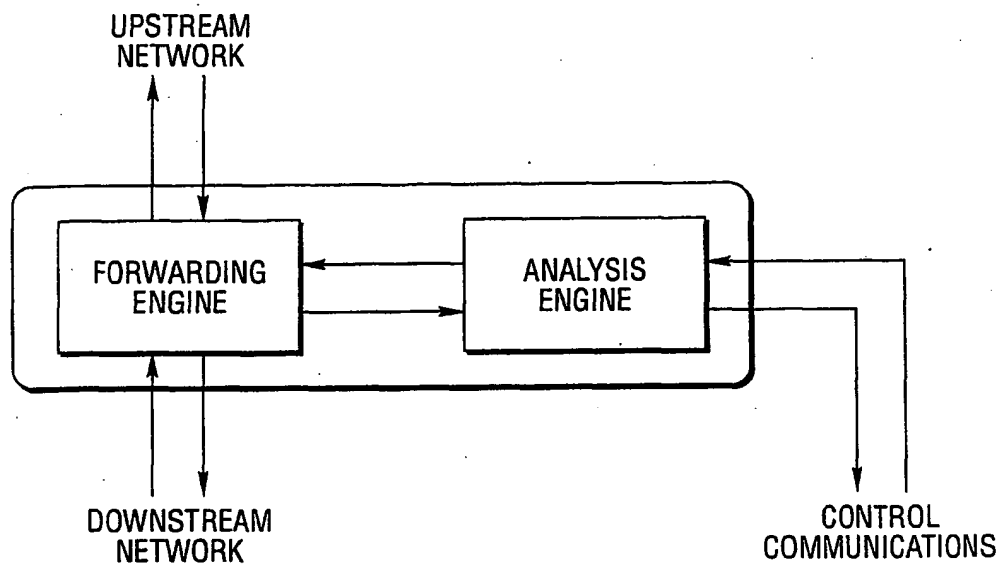 UPSTREAM
NETWORK
FORWARDING
ENGINE
ANALYSIS
ENGINE
DOWNSTREAM
NETWORK
CONTROL
COMMUNICATIONS